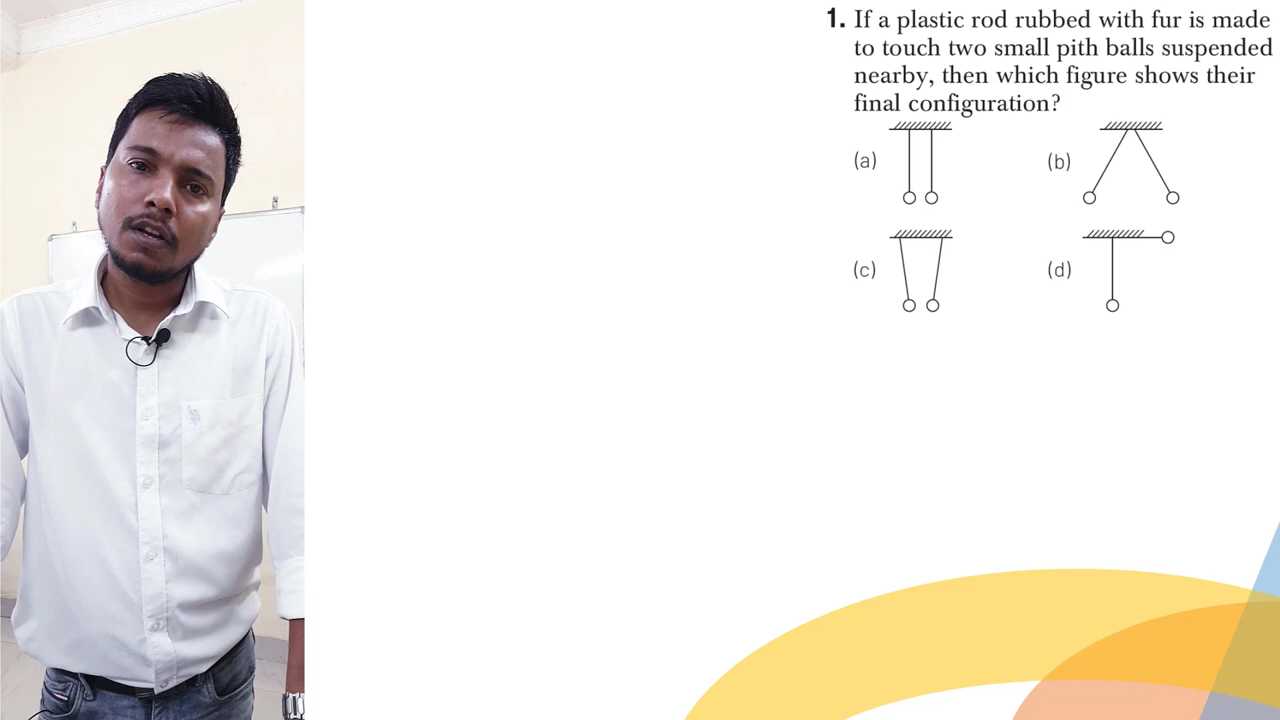 1. If a plastic rod rubbed with fur is made
to touch two small pith balls suspended
nearby, then which figure shows their
final configuration?
(a)
(b)
(c)
(d)